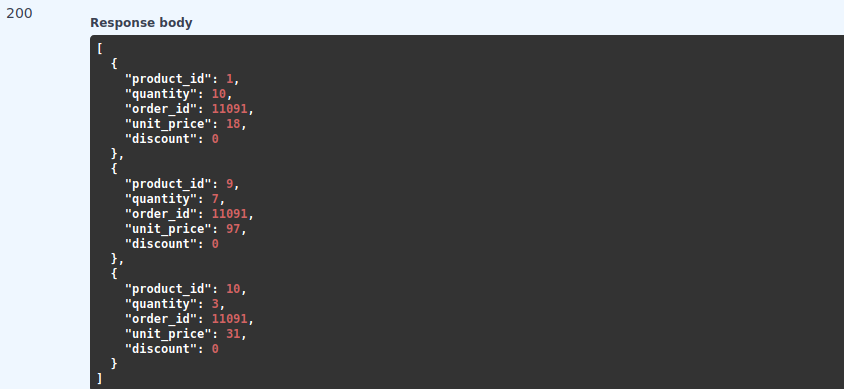 200
Response body
[
  {
    "product_id": 1,
    "quantity": 10,
    "order_id": 11091,
    "unit_price": 18,
    "discount": 0
  },
  {
    "product_id": 9,
    "quantity": 7,
    "order_id": 11091,
    "unit_price": 97,
    "discount": 0
  },
  {
    "product_id": 10,
    "quantity": 3,
    "order_id": 11091,
    "unit_price": 31,
    "discount": 0
  }
]